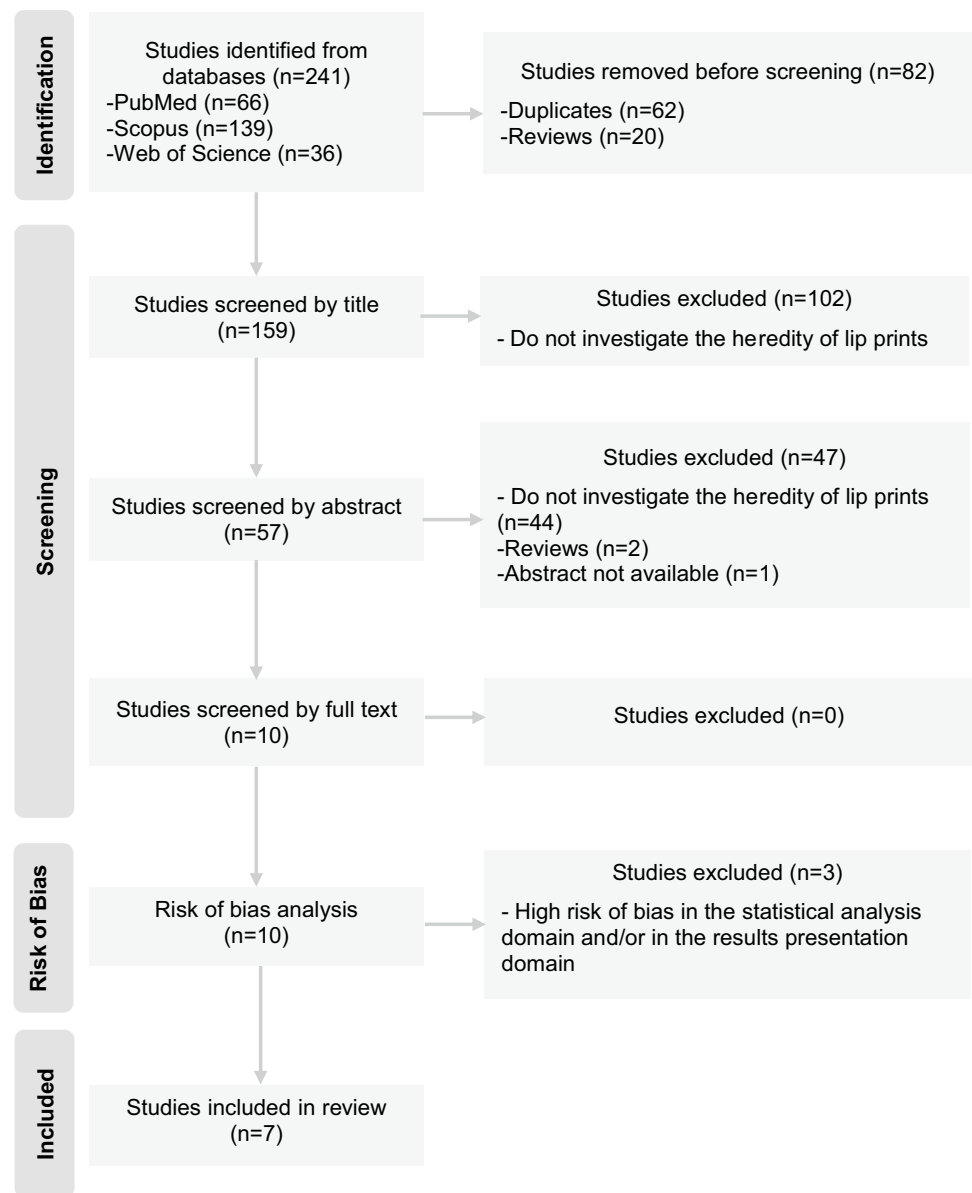 Identification
Studies identified from
databases (n=241)
-PubMed (n=66)
-Scopus (n=139)
-Web of Science (n=36)
Studies removed before screening (n=82)
-Duplicates (n=62)
-Reviews (n=20)
Screening
Studies screened by title
(n=159)
Studies excluded (n=102)
- Do not investigate the heredity of lip prints
Studies screened by abstract
(n=57)
Studies excluded (n=47)
- Do not investigate the heredity of lip prints
(n=44)
-Reviews (n=2)
-Abstract not available (n=1)
Studies screened by full text
(n=10)
Studies excluded (n=0)
Risk of Bias
Risk of bias analysis
(n=10)
Studies excluded (n=3)
- High risk of bias in the statistical analysis
domain and/or in the results presentation
domain
Included
Studies included in review
(n=7)